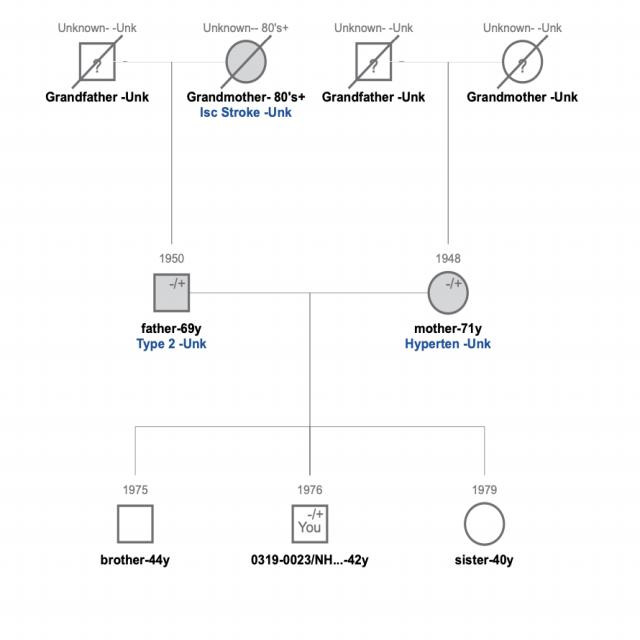 Unknown- -Unk
Unknown-- 80's+
Unknown- -Unk
Unknown- -Unk
?
?
?
Grandfather -Unk
Grandmother- 80's+
Grandfather -Unk
Grandmother -Unk
Isc Stroke -Unk
1950
1948
-/+
-/+
father-69y
mother-71y
Type 2 -Unk
Hyperten -Unk
1975
1976
1979
-/+
You
brother-44y
0319-0023/NH...-42y
sister-40y